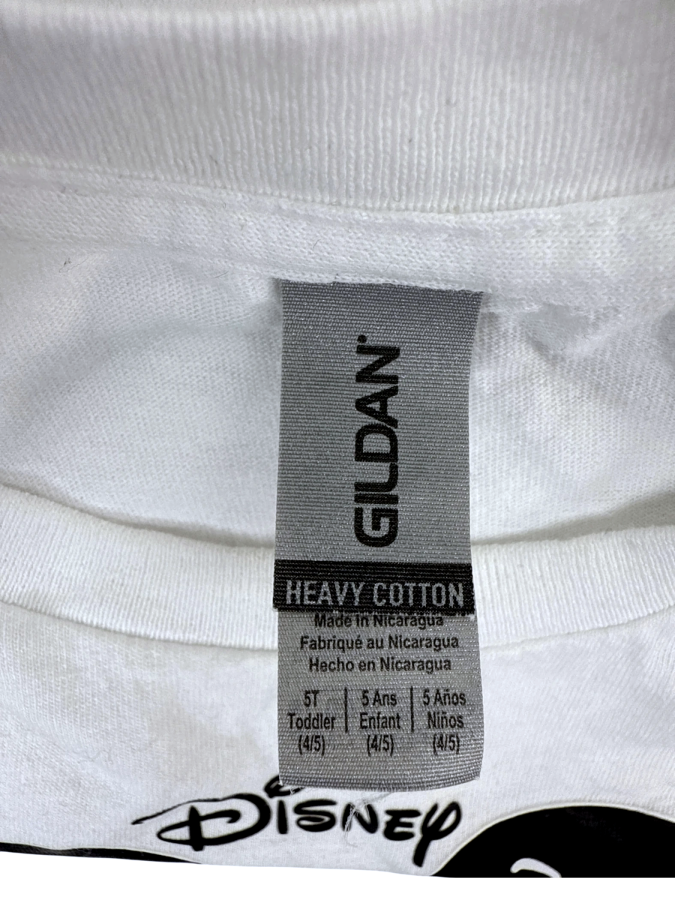 GILDAN
HEAVY COTTON
Made in Nicaragua
Fabriqué au Nicaragua
Hecho en Nicaragua
5T | 5 Ans | 5 Años
Toddler | Enfant | Niños
(4/5) | (4/5) | (4/5)
DISNEY